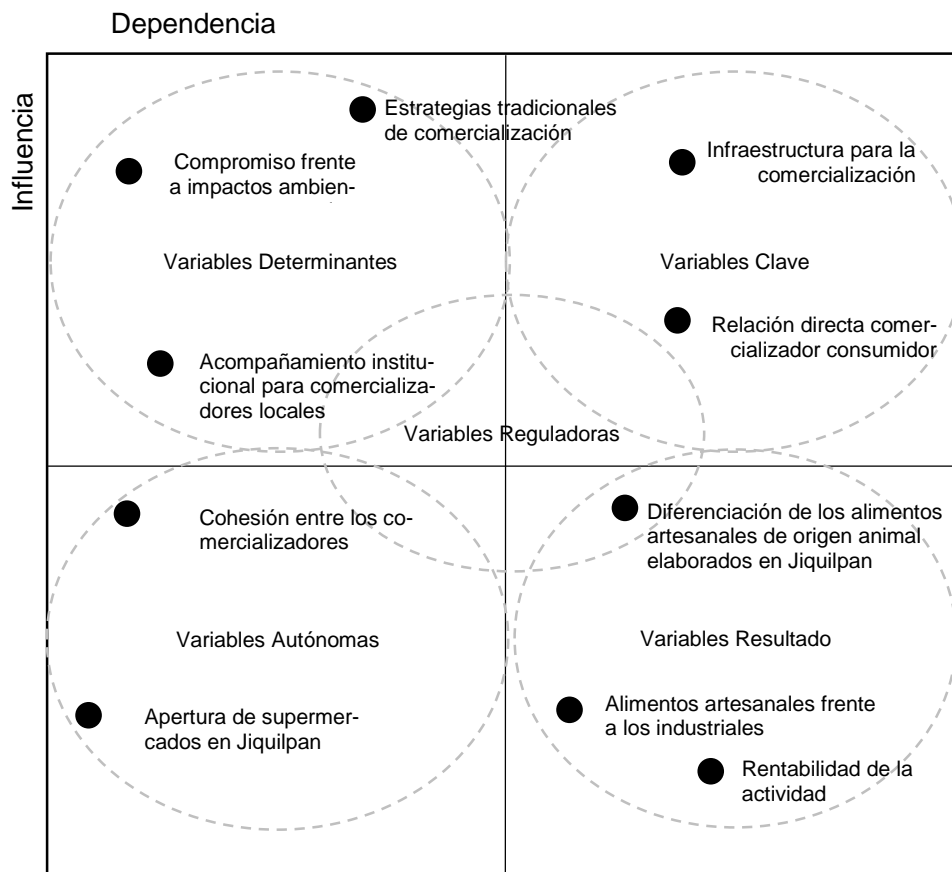 Dependencia
Influencia
Estrategias tradicionales
de comercialización
Compromiso frente
a impactos ambien-
Infraestructura para la
comercialización
Variables Determantes
Variables Clave
Relación directa comer-
cializador consumidor
Acompañamiento institu-
cional para comercializa-
dores locales
Variables Reguladoras
Cohesión entre los co-
mercializadores
Diferenciación de los alimentos
artesanales de origen animal
elaborados en Jiquilpan
Variables Autónomas
Variables Resultado
Apertura de supermer-
cados en Jiquilpan
Alimentos artesanales frente
a los industriales
Rentabilidad de la
actividad